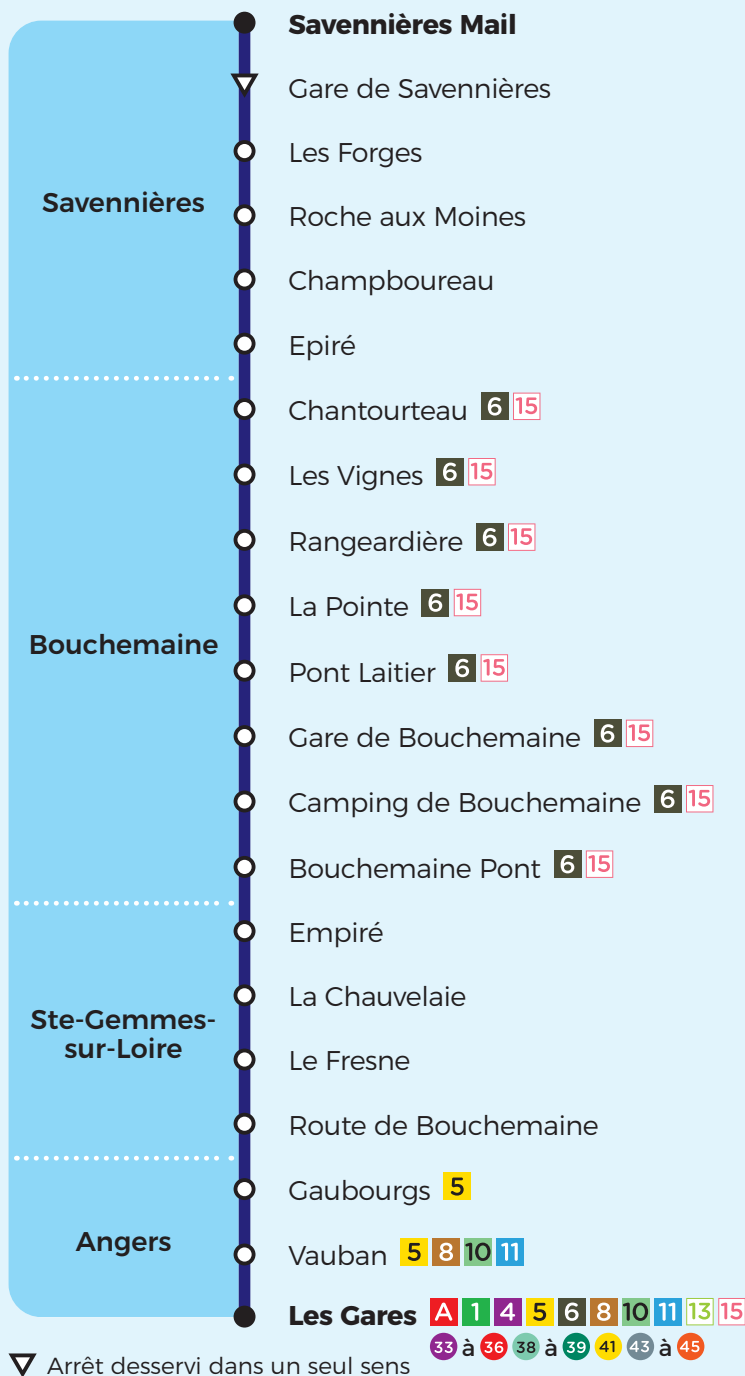 Savennières Mail
Gare de Savennières
Les Forges
Savennières
Roche aux Moines
Champboureau
Epiré
Chantourteau 6 15
Les Vignes 6 15
Rangeardière 6 15
La Pointe 6 15
Bouchemaine
Pont Laitier 6 15
Gare de Bouchemaine 6 15
Camping de Bouchemaine 6 15
Bouchemaine Pont 6 15
Empiré
La Chauvelaie
Ste-Gemmes-
sur-Loire
Le Fresne
Route de Bouchemaine
Gaubourgs 5
Angers
Vauban 5 8 10 11
Les Gares A 1 4 5 6 8 10 11 13 15
33 à 36 38 à 39 41 43 à 45
Arrêt desservi dans un seul sens